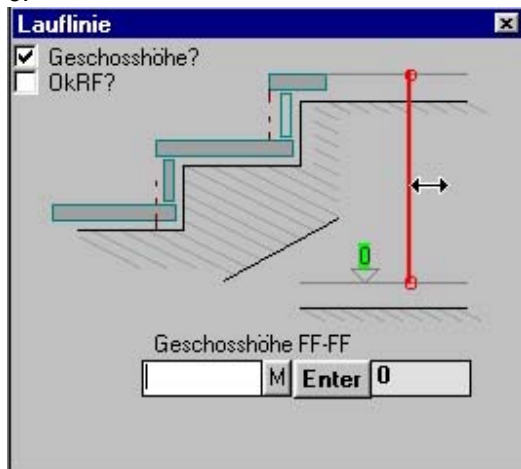 Lauflinie
Geschosshöhe?
OkRF?
0
Geschosshöhe FF-FF
M Enter 0